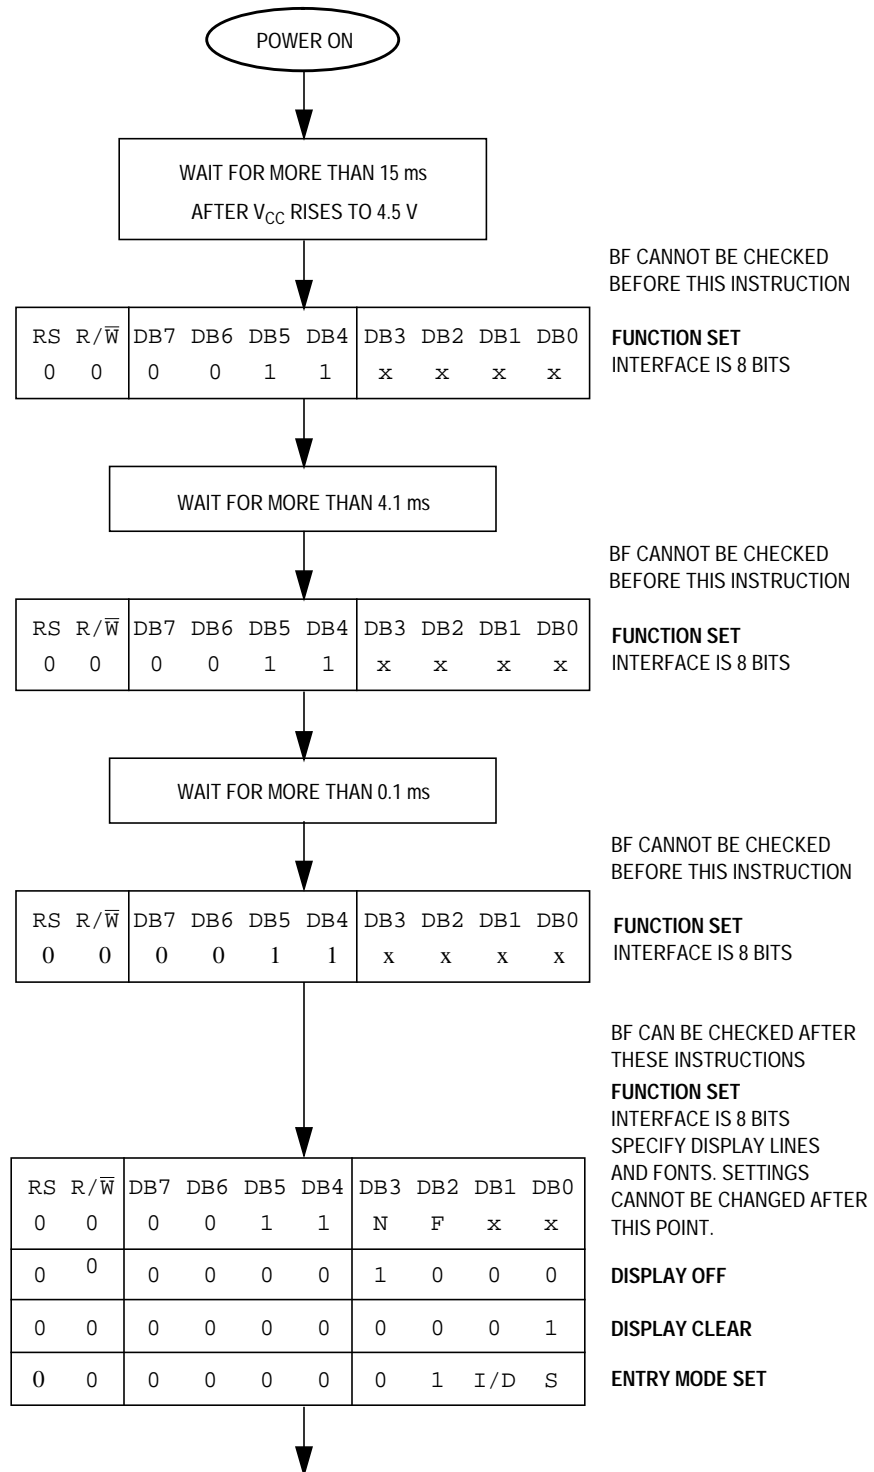 POWER ON
WAIT FOR MORE THAN 15 ms
AFTER VCC RISES TO 4.5 V
BF CANNOT BE CHECKED
BEFORE THIS INSTRUCTION
RS R/W̅ DB7 DB6 DB5 DB4 DB3 DB2 DB1 DB0
0 0 0 0 1 1 x x x x
FUNCTION SET
INTERFACE IS 8 BITS
WAIT FOR MORE THAN 4.1 ms
BF CANNOT BE CHECKED
BEFORE THIS INSTRUCTION
RS R/W̅ DB7 DB6 DB5 DB4 DB3 DB2 DB1 DB0
0 0 0 0 1 1 x x x x
FUNCTION SET
INTERFACE IS 8 BITS
WAIT FOR MORE THAN 0.1 ms
BF CANNOT BE CHECKED
BEFORE THIS INSTRUCTION
RS R/W̅ DB7 DB6 DB5 DB4 DB3 DB2 DB1 DB0
0 0 0 0 1 1 x x x x
FUNCTION SET
INTERFACE IS 8 BITS
BF CAN BE CHECKED AFTER
THESE INSTRUCTIONS
FUNCTION SET
INTERFACE IS 8 BITS
SPECIFY DISPLAY LINES
AND FONTS. SETTINGS
CANNOT BE CHANGED AFTER
THIS POINT.
RS R/W̅ DB7 DB6 DB5 DB4 DB3 DB2 DB1 DB0
0 0 0 0 1 1 N F x x
0 0 0 0 0 0 1 0 0 0 DISPLAY OFF
0 0 0 0 0 0 0 0 0 1 DISPLAY CLEAR
0 0 0 0 0 0 0 1 I/D S ENTRY MODE SET